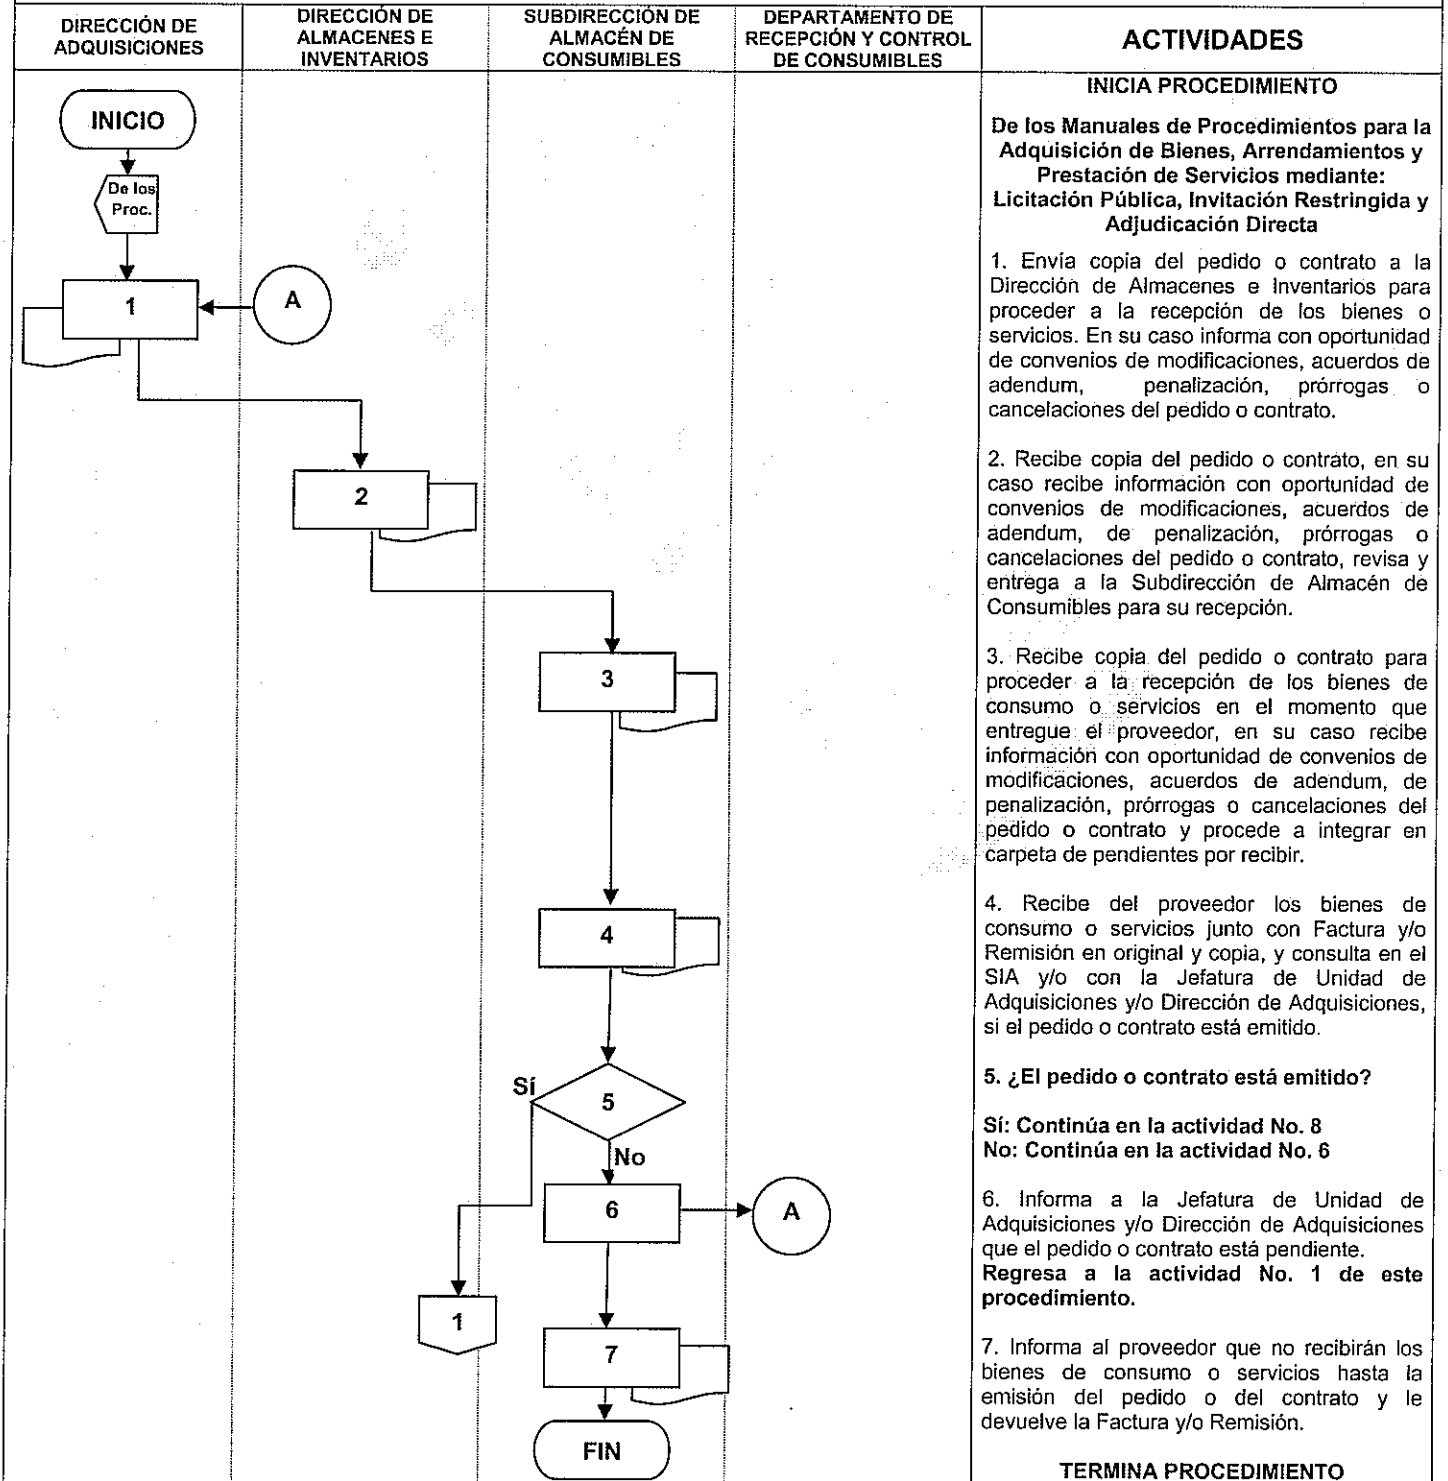 DIRECCIÓN DE
ADQUISICIONES
DIRECCIÓN DE
ALMACENES E
INVENTARIOS
SUBDIRECCIÓN DE
ALMACÉN DE
CONSUMIBLES
DEPARTAMENTO DE
RECEPCIÓN Y CONTROL
DE CONSUMIBLES
ACTIVIDADES
INICIO
De los
Proc.
1
A
2
3
4
Sí
5
No
6
A
1
7
FIN
INICIA PROCEDIMIENTO
De los Manuales de Procedimientos para la
Adquisición de Bienes, Arrendamientos y
Prestación de Servicios mediante:
Licitación Pública, Invitación Restringida y
Adjudicación Directa
1. Envía copia del pedido o contrato a la
Dirección de Almacenes e Inventarios para
proceder a la recepción de los bienes o
servicios. En su caso informa con oportunidad
de convenios de modificaciones, acuerdos de
adendum, penalización, prórrogas o
cancelaciones del pedido o contrato.
2. Recibe copia del pedido o contrato, en su
caso recibe información con oportunidad de
convenios de modificaciones, acuerdos de
adendum, de penalización, prórrogas o
cancelaciones del pedido o contrato, revisa y
entrega a la Subdirección de Almacén de
Consumibles para su recepción.
3. Recibe copia del pedido o contrato para
proceder a la recepción de los bienes de
consumo o servicios en el momento que
entregue el proveedor, en su caso recibe
información con oportunidad de convenios de
modificaciones, acuerdos de adendum, de
penalización, prórrogas o cancelaciones del
pedido o contrato y procede a integrar en
carpeta de pendientes por recibir.
4. Recibe del proveedor los bienes de
consumo o servicios junto con Factura y/o
Remisión en original y copia, y consulta en el
SIA y/o con la Jefatura de Unidad de
Adquisiciones y/o Dirección de Adquisiciones,
si el pedido o contrato está emitido.
5. ¿El pedido o contrato está emitido?
Sí: Continúa en la actividad No. 8
No: Continúa en la actividad No. 6
6. Informa a la Jefatura de Unidad de
Adquisiciones y/o Dirección de Adquisiciones
que el pedido o contrato está pendiente.
Regresa a la actividad No. 1 de este
procedimiento.
7. Informa al proveedor que no recibirán los
bienes de consumo o servicios hasta la
emisión del pedido o del contrato y le
devuelve la Factura y/o Remisión.
TERMINA PROCEDIMIENTO